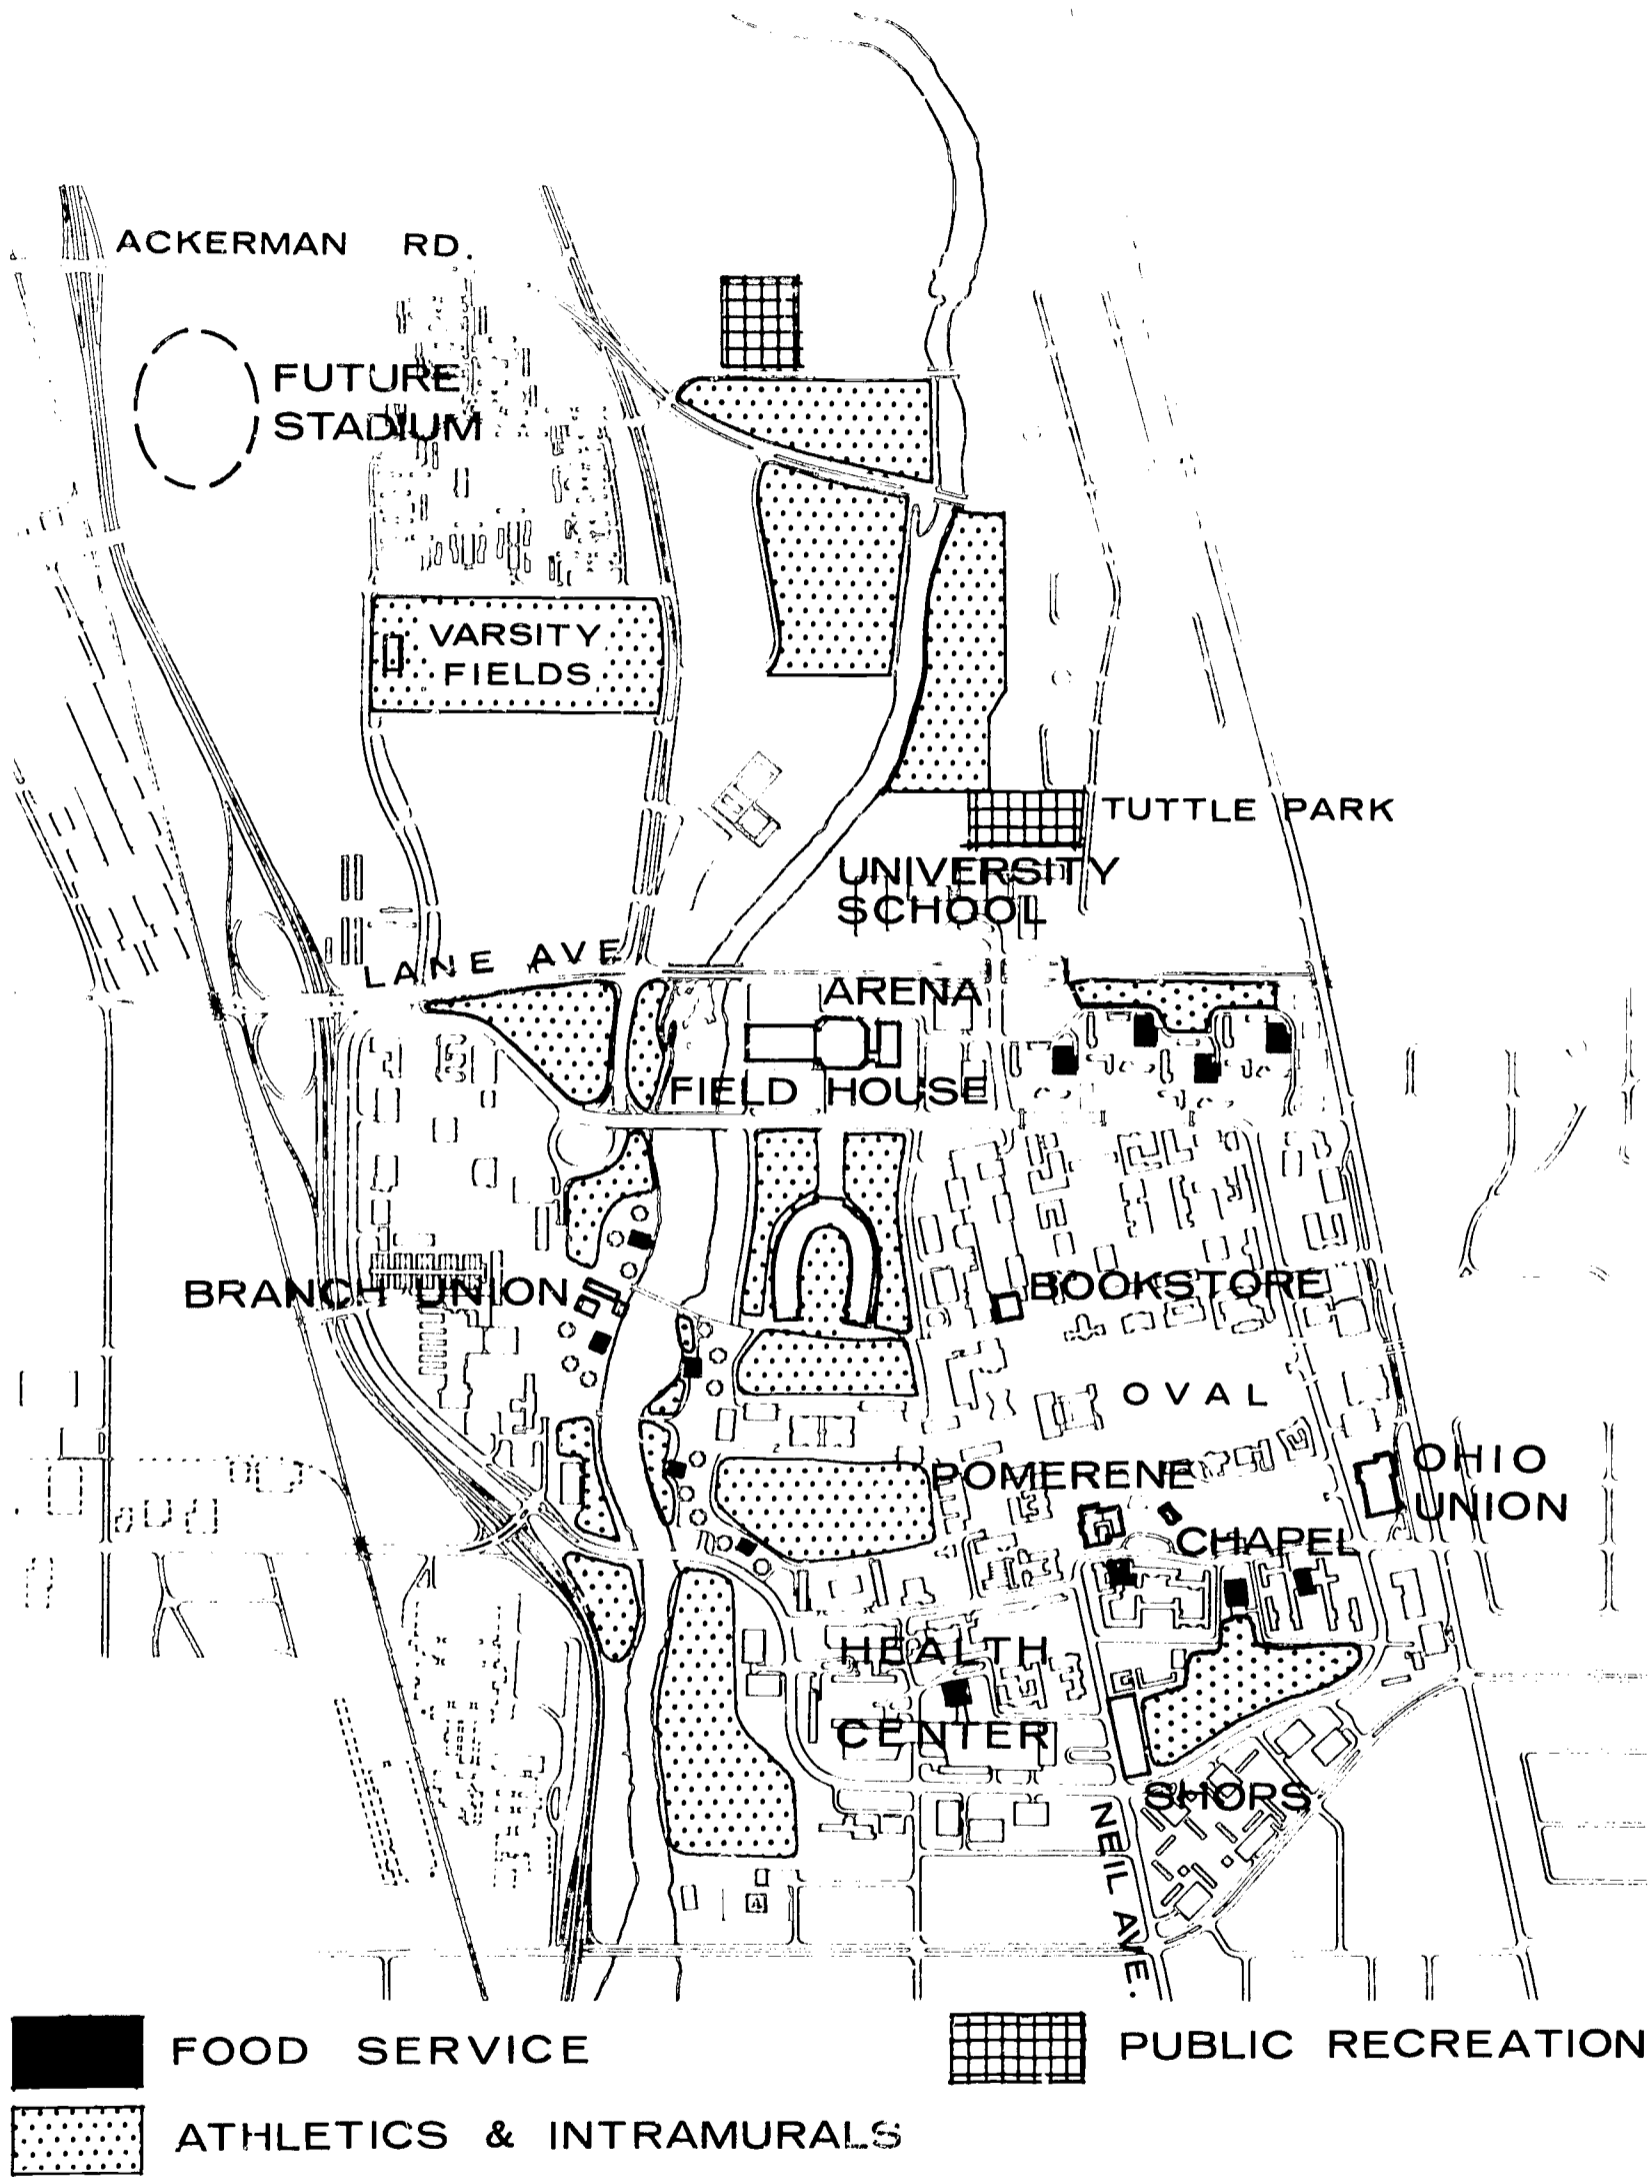 ACKERMAN RD.
FUTURE
STADIUM
VARSITY
FIELDS
TUTTLE PARK
UNIVERSITY
SCHOOL
LANE AVE
ARENA
FIELD HOUSE
BRANCH UNION
BOOKSTORE
OVAL
POMERENE
OHIO
UNION
CHAPEL
HEALTH
CENTER
SHOPS
NEIL AVE.
FOOD SERVICE
PUBLIC RECREATION
ATHLETICS & INTRAMURALS